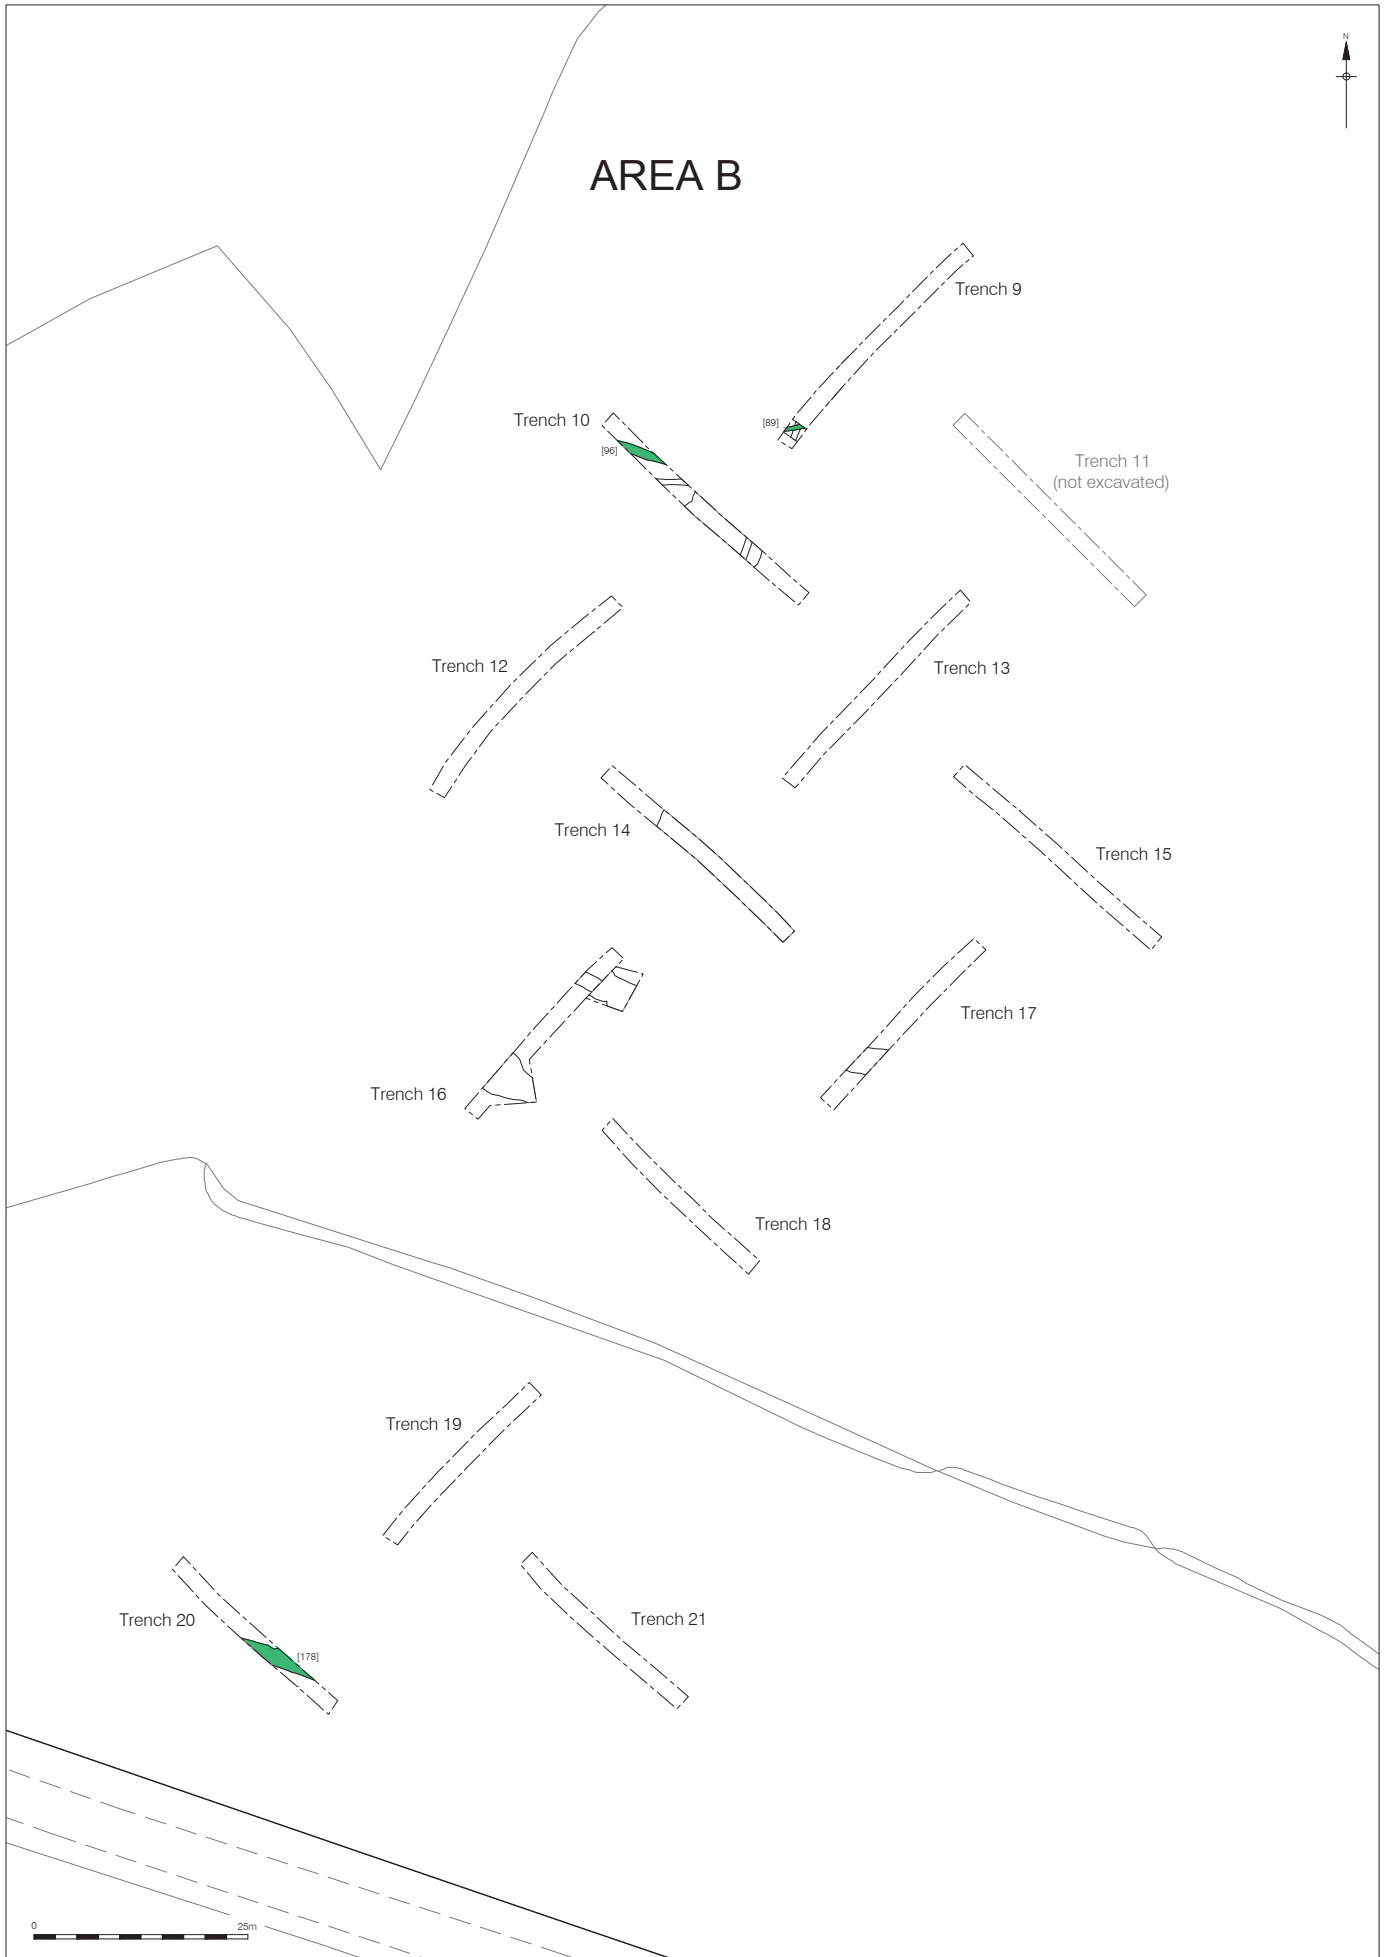 N
AREA B
Trench 9
Trench 10
[89]
[96]
Trench 11
(not excavated)
Trench 12
Trench 13
Trench 14
Trench 15
Trench 17
Trench 16
Trench 18
Trench 19
Trench 20
Trench 21
[178]
0
25m